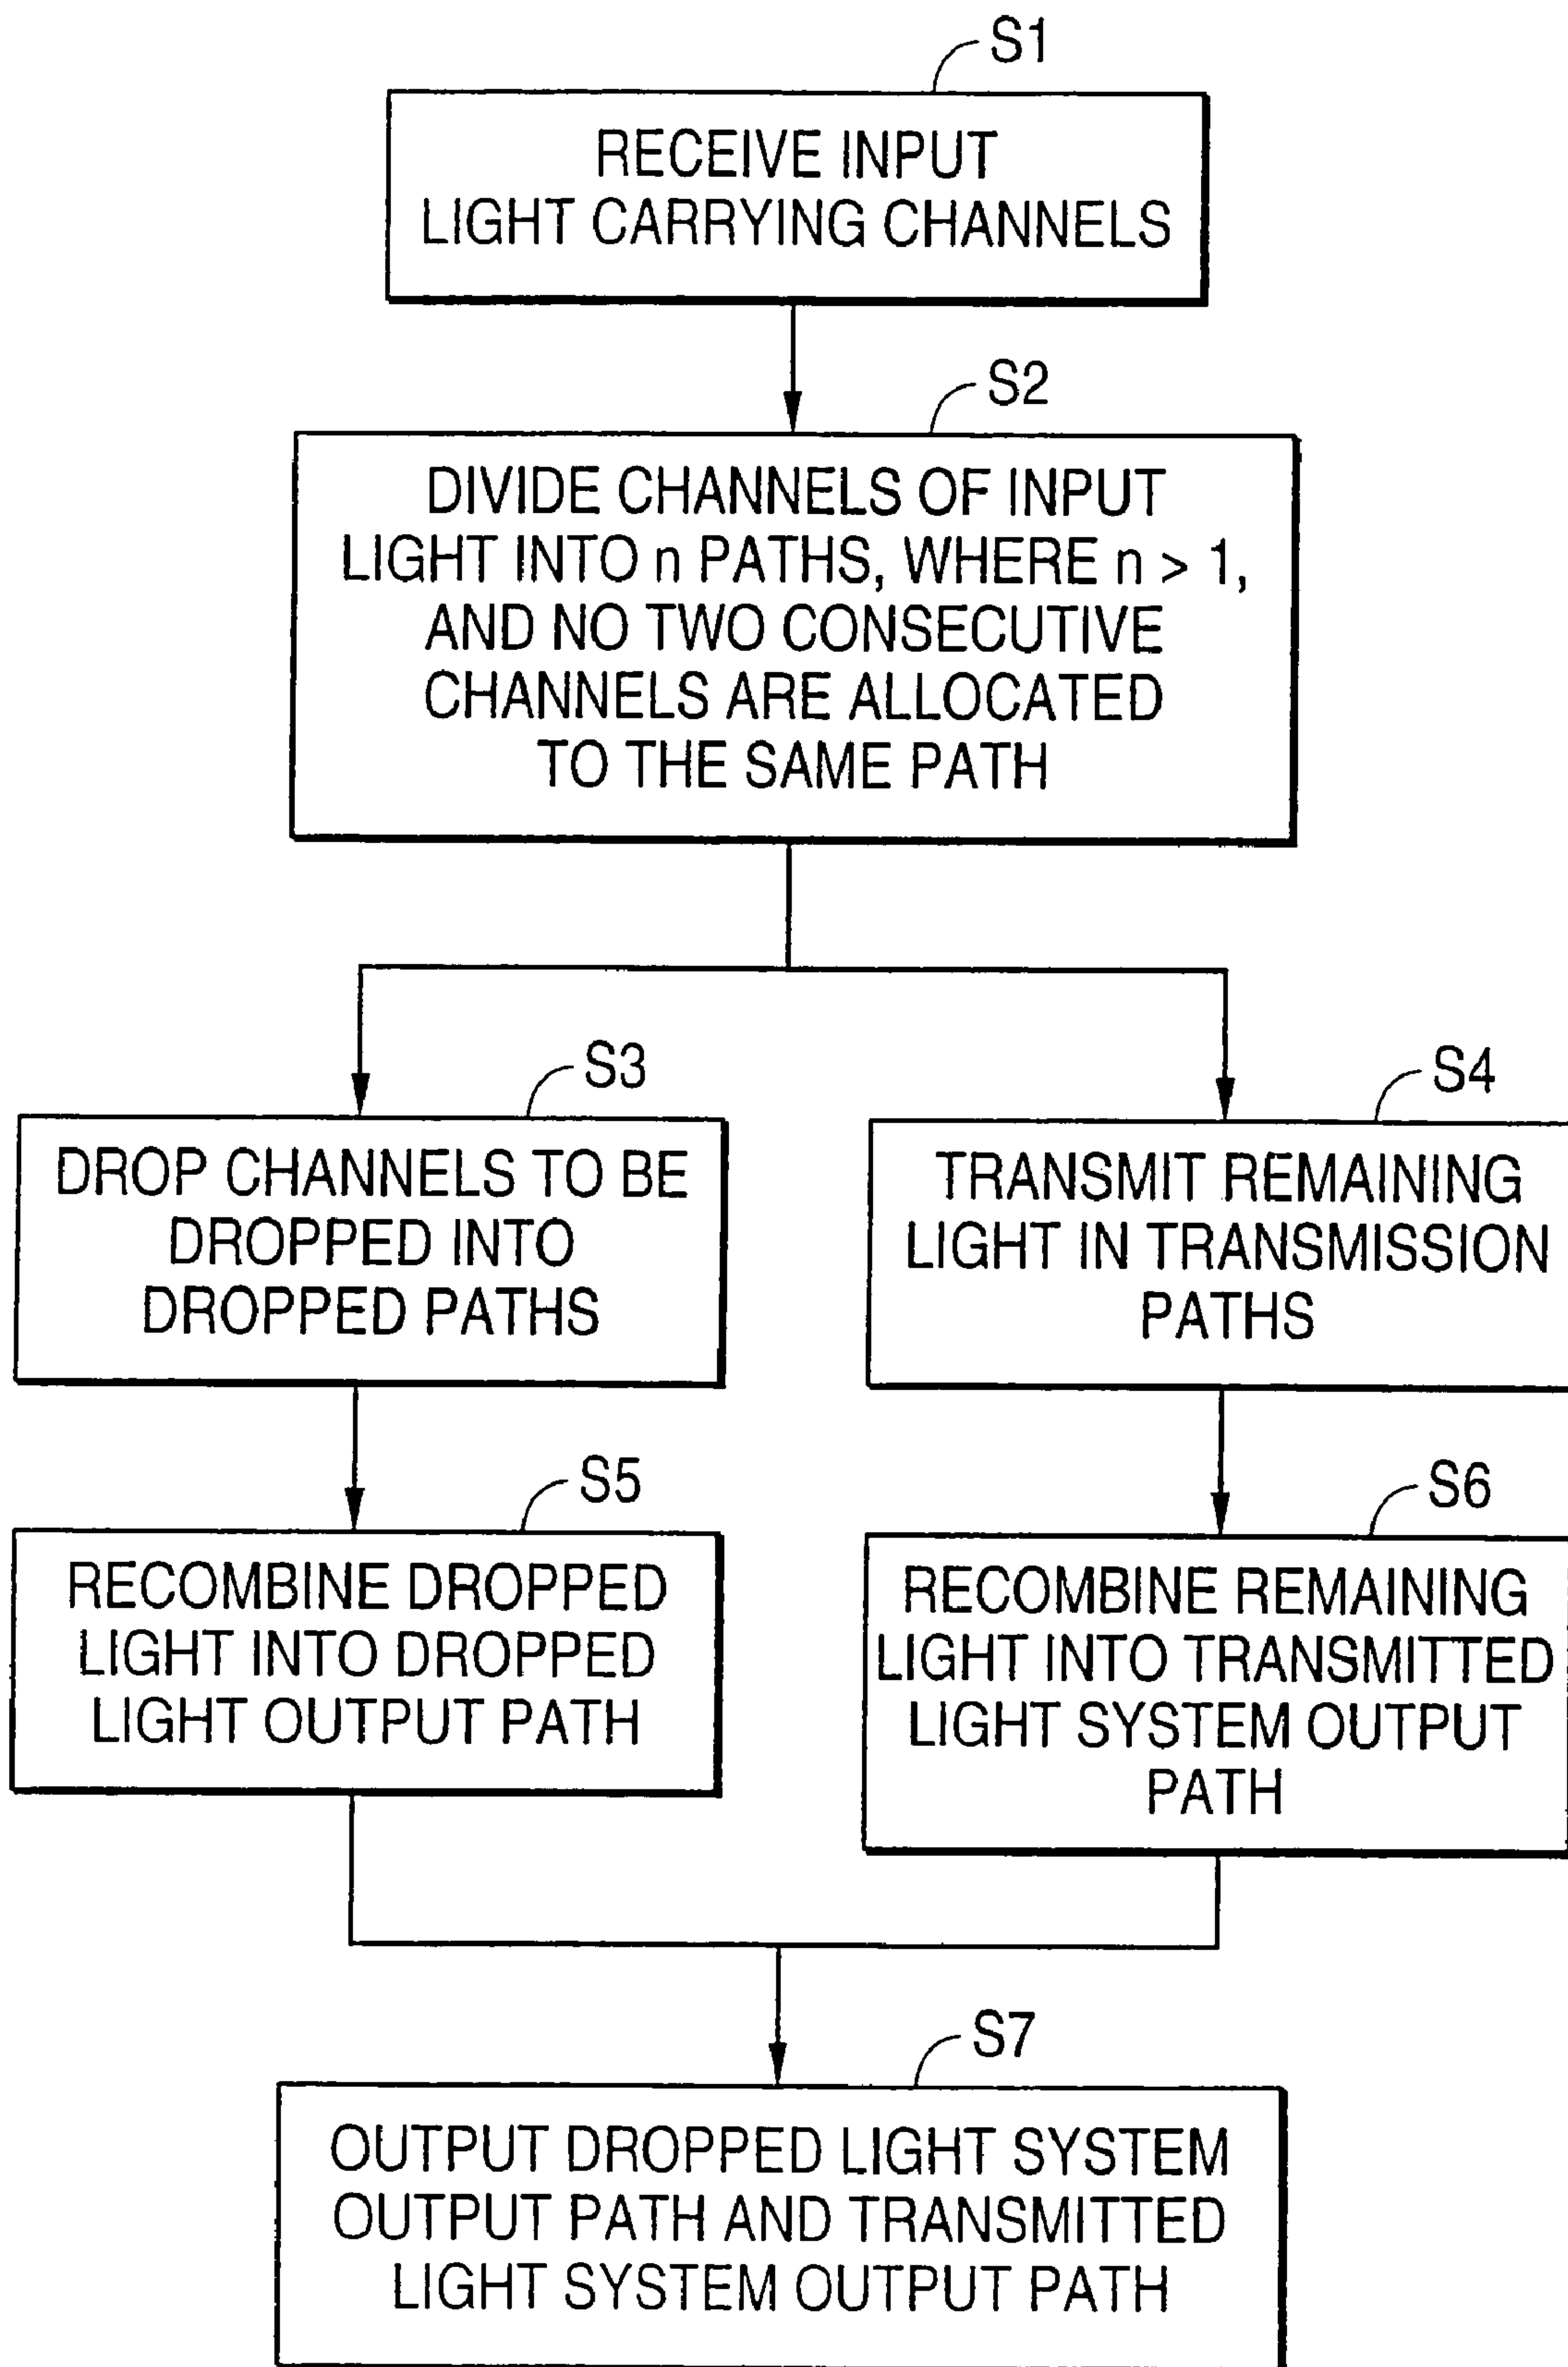 S1
RECEIVE INPUT
LIGHT CARRYING CHANNELS
S2
DIVIDE CHANNELS OF INPUT
LIGHT INTO n PATHS, WHERE n > 1,
AND NO TWO CONSECUTIVE
CHANNELS ARE ALLOCATED
TO THE SAME PATH
S3
DROP CHANNELS TO BE
DROPPED INTO
DROPPED PATHS
S4
TRANSMIT REMAINING
LIGHT IN TRANSMISSION
PATHS
S5
RECOMBINE DROPPED
LIGHT INTO DROPPED
LIGHT OUTPUT PATH
S6
RECOMBINE REMAINING
LIGHT INTO TRANSMITTED
LIGHT SYSTEM OUTPUT
PATH
S7
OUTPUT DROPPED LIGHT SYSTEM
OUTPUT PATH AND TRANSMITTED
LIGHT SYSTEM OUTPUT PATH